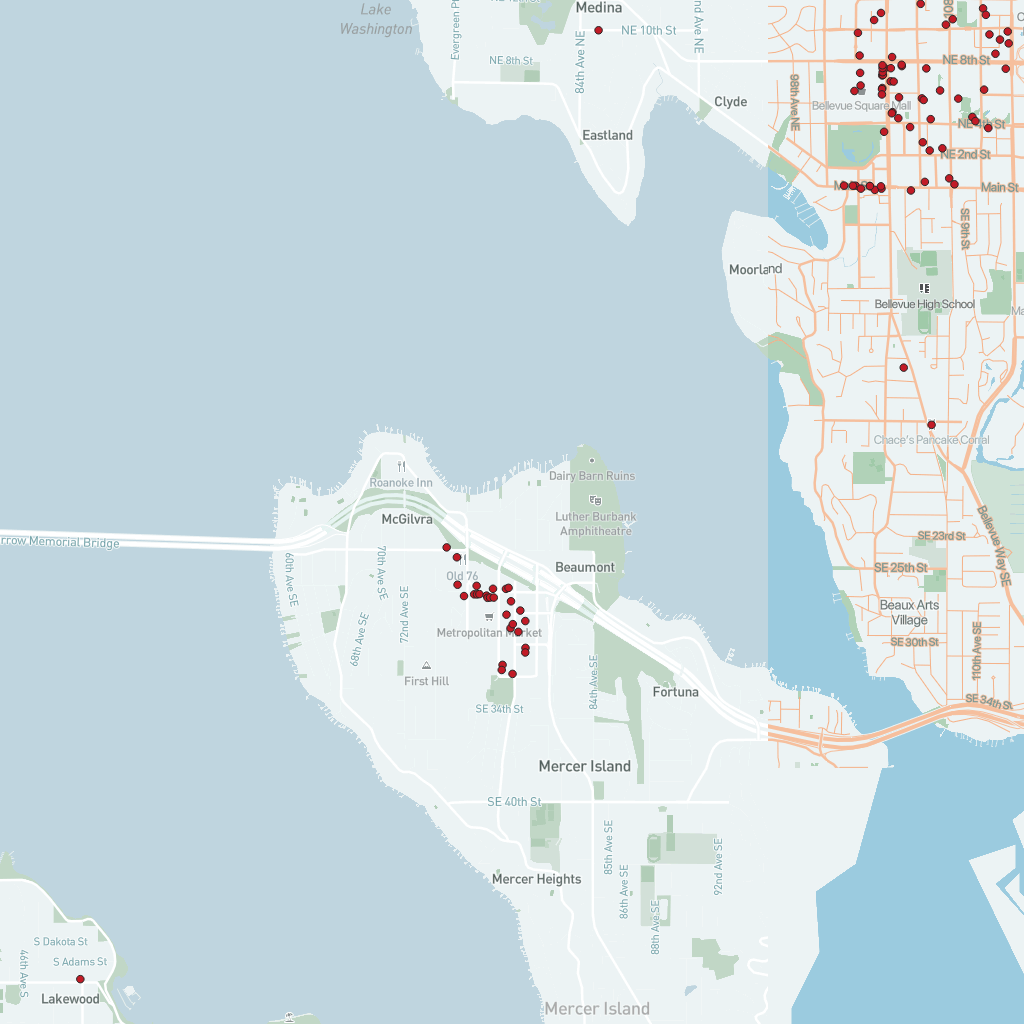 Lake
Washington
Evergreen Pt
Medina
NE 10th St
84th Ave NE
NE 8th St
NE 8th St
Clyde
98th Ave NE
Bellevue Square Mall
Eastland
NE 2nd St
Main St
SE 9th St
Moorland
Bellevue High School
Chace's Pancake Corral
Roanoke Inn
Dairy Barn Ruins
McGilvra
Luther Burbank
Amphitheatre
rrow Memorial Bridge
60th Ave SE
70th Ave SE
72nd Ave SE
68th Ave SE
Old 76
Beaumont
Metropolitan Market
First Hill
SE 34th St
84th Ave SE
Fortuna
Bellevue Way SE
SE 23rd St
SE 25th St
Beaux Arts
Village
SE 30th St
110th Ave SE
SE 34th St
Mercer Island
SE 40th St
Mercer Heights
85th Ave SE
86th Ave SE
88th Ave SE
92nd Ave SE
S Dakota St
S Adams St
46th Ave S
Lakewood
Mercer Island